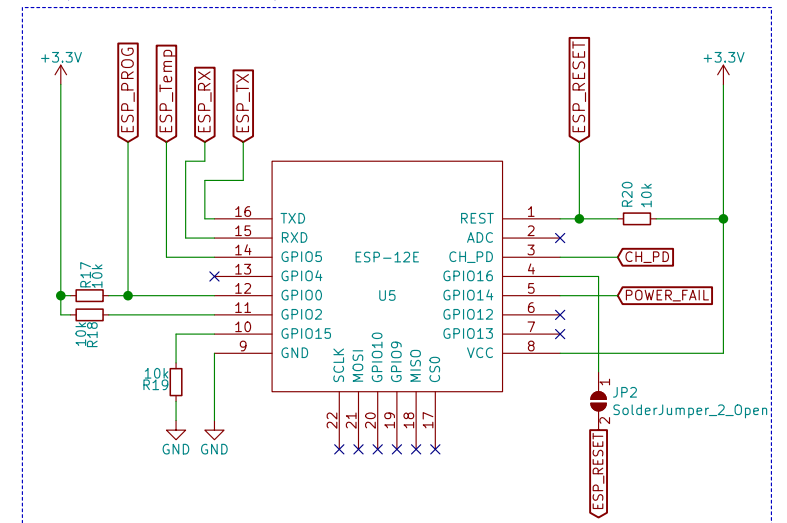 +3.3V
ESP_PROG
ESP_Temp
ESP_RX
ESP_TX
ESP_RESET
+3.3V
R20
10k
16 TXD
REST 1
15 RXD
ADC 2
14 GPIO5
ESP-12E
CH_PD 3
CH_PD
13 GPIO4
GPIO16 4
R17
10k
12 GPIO0
U5
GPIO14 5
POWER_FAIL
11 GPIO2
GPIO12 6
10k
R18
10 GPIO15
GPIO13 7
9 GND
VCC 8
10k
R19
SCLK
MOSI
GPIO10
GPIO9
MISO
CS0
22
21
20
19
18
17
1
JP2
SolderJumper_2_Open
2
GND
GND
ESP_RESET